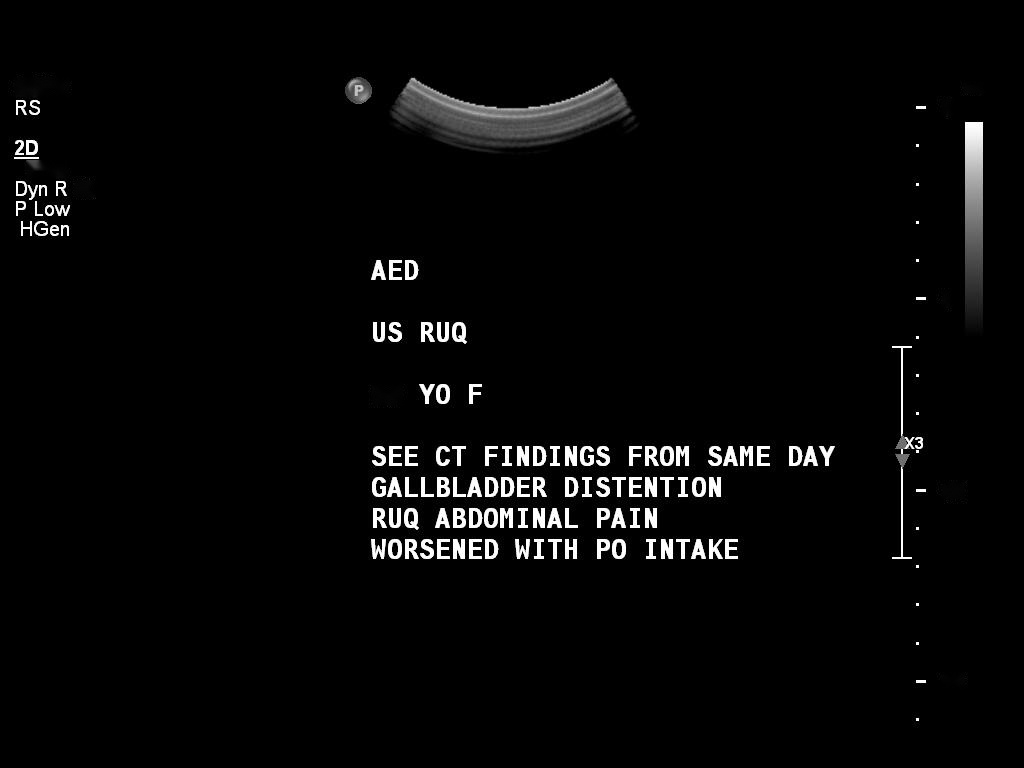 P
RS
2D
Dyn R
P Low
HGen
AED
US RUQ
YO F
X3
SEE CT FINDINGS FROM SAME DAY
GALLBLADDER DISTENTION
RUQ ABDOMINAL PAIN
WORSENED WITH PO INTAKE